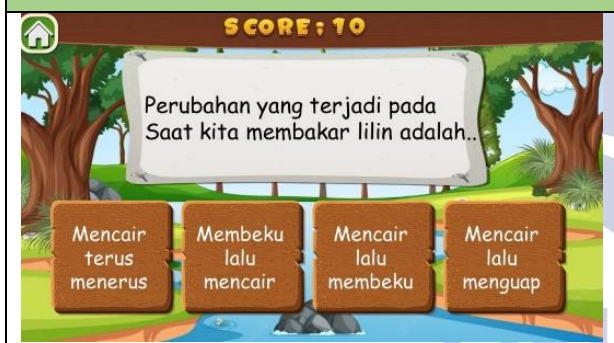 SCORE: 10
Perubahan yang terjadi pada
Saat kita membakar lilin adalah..
Mencair
terus
menerus
Membeku
lalu
mencair
Mencair
lalu
membeku
Mencair
lalu
menguap